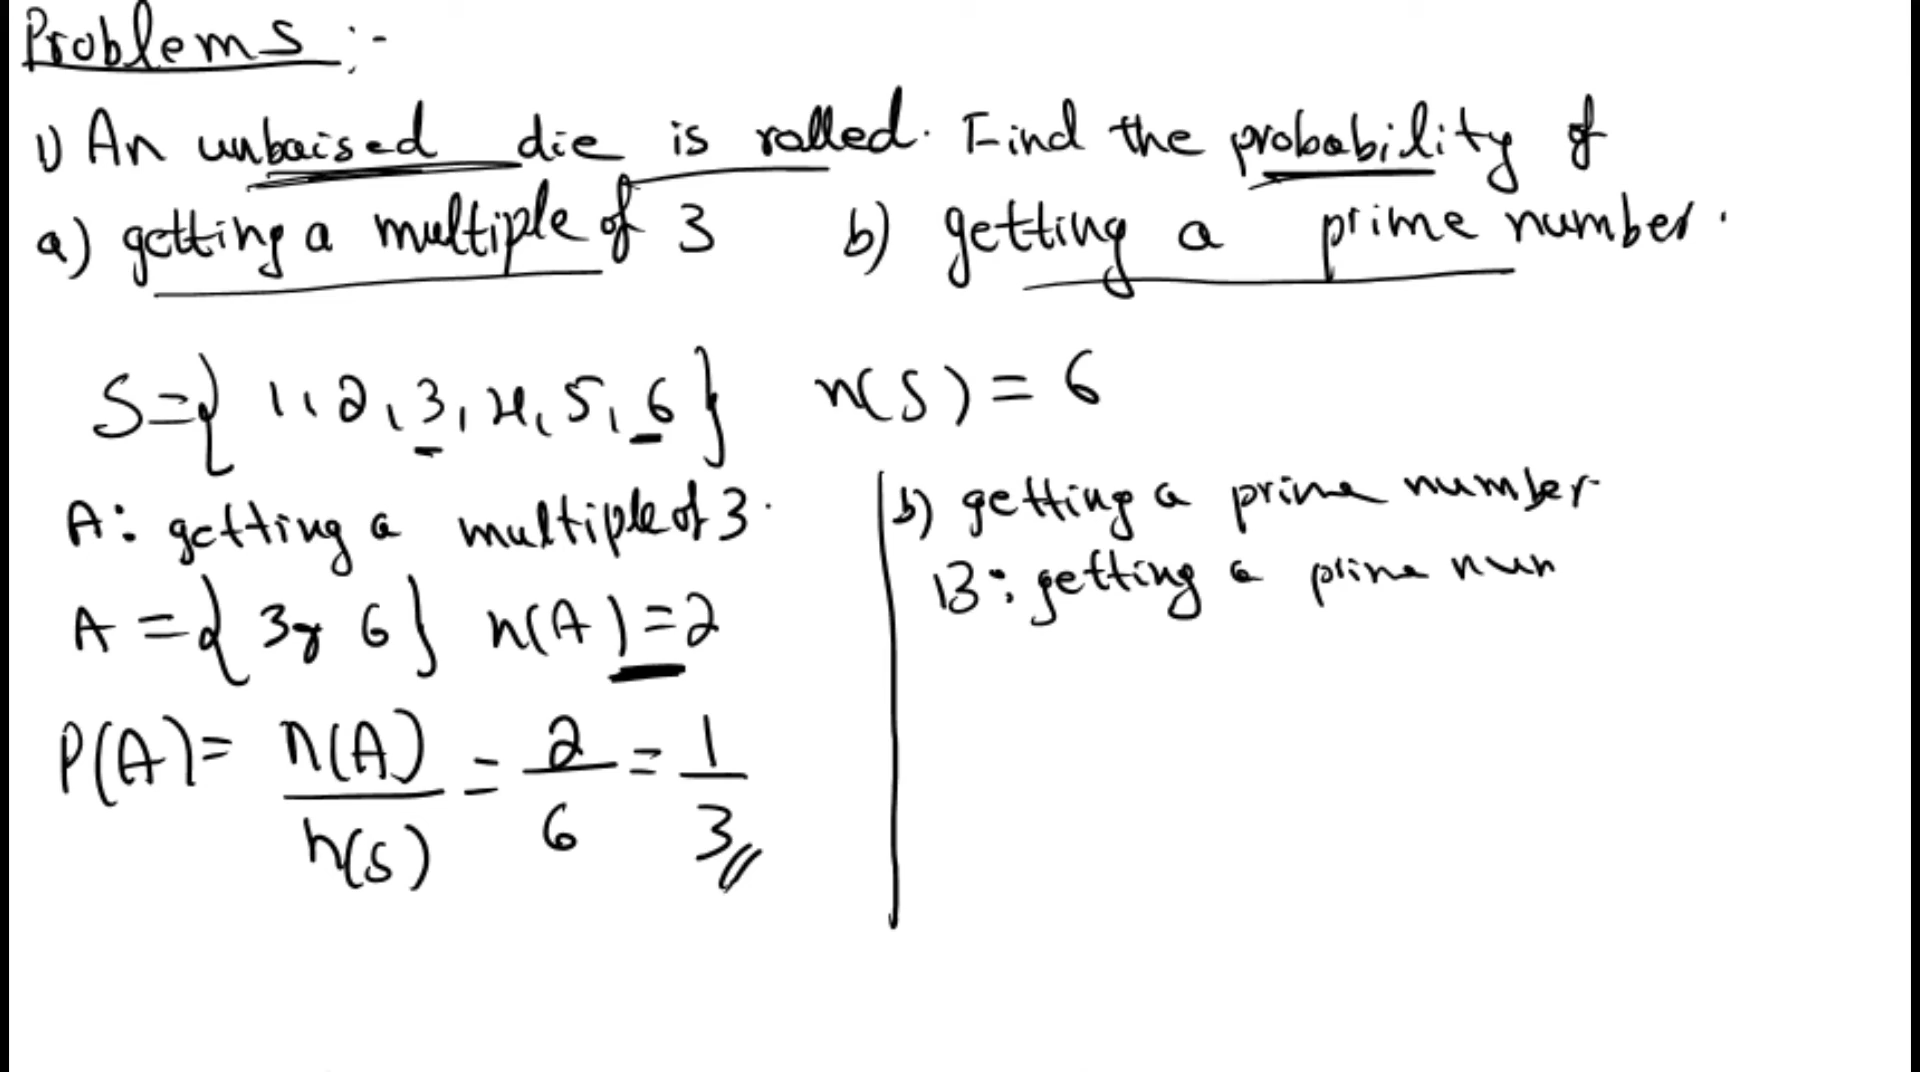 Problems :-
1) An unbaised die is rolled. Find the probability of
a) getting a multiple of 3 b) getting a prime number.
S={ 1, 2, 3, 4, 5, 6 } n(S) = 6
A: getting a multiple of 3.
A = { 3, 6 } n(A) = 2
P(A) = n(A)/n(S) = 2/6 = 1/3
b) getting a prime number.
B: getting a prime num